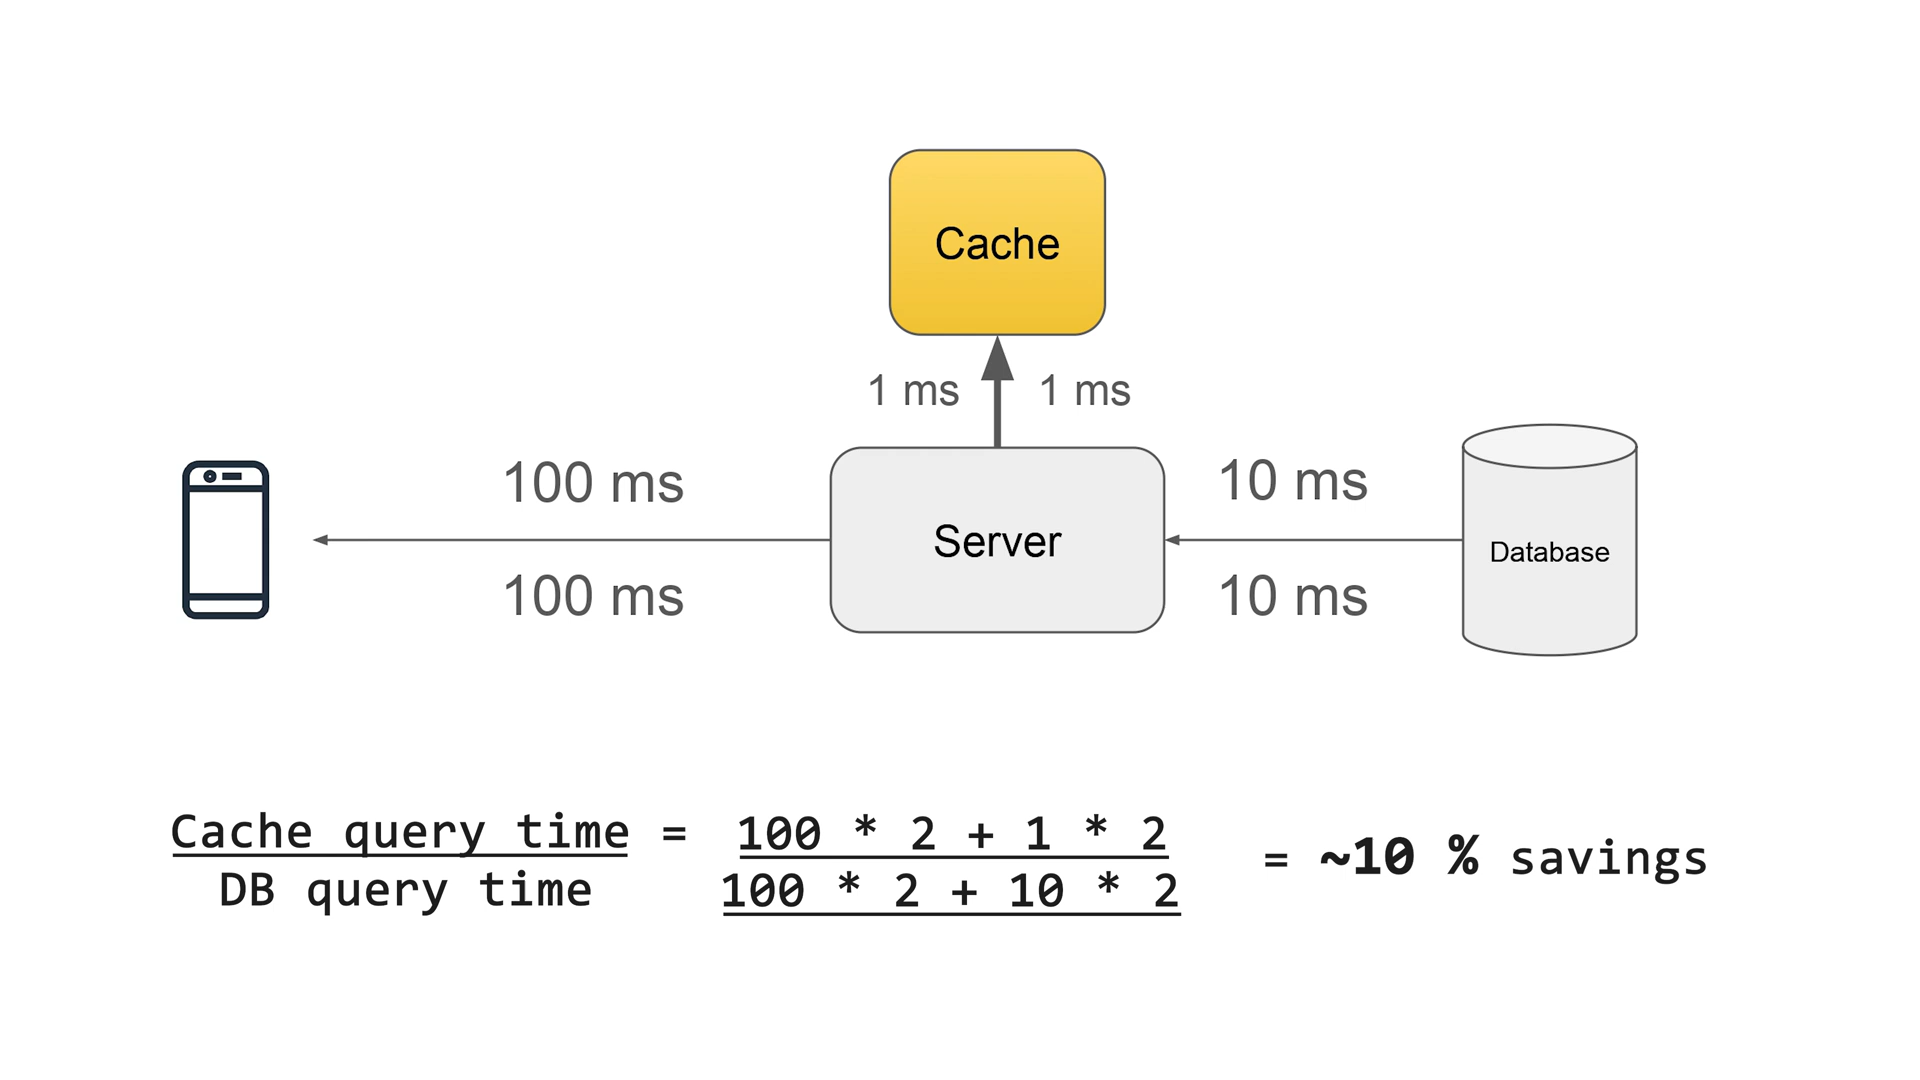 Cache
1 ms 1 ms
100 ms
10 ms
Server
Database
100 ms
10 ms
Cache query time = 100 * 2 + 1 * 2
DB query time 100 * 2 + 10 * 2
= ~10 % savings